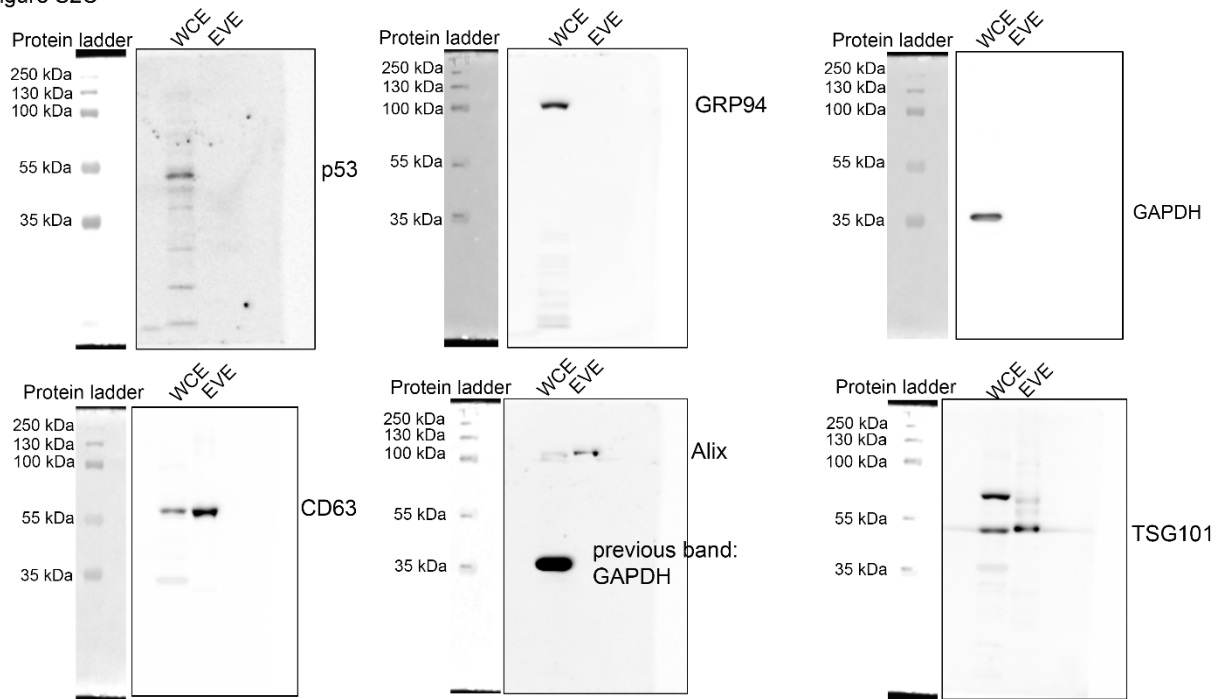 Protein ladder
WCE
EVE
250 kDa
130 kDa
100 kDa
55 kDa
35 kDa
p53
Protein ladder
WCE
EVE
250 kDa
130 kDa
100 kDa
55 kDa
35 kDa
GRP94
Protein ladder
WCE
EVE
250 kDa
130 kDa
100 kDa
55 kDa
35 kDa
GAPDH
Protein ladder
WCE
EVE
250 kDa
130 kDa
100 kDa
55 kDa
35 kDa
CD63
Protein ladder
WCE
EVE
250 kDa
130 kDa
100 kDa
55 kDa
35 kDa
Alix
previous band:
GAPDH
Protein ladder
WCE
EVE
250 kDa
130 kDa
100 kDa
55 kDa
35 kDa
TSG101